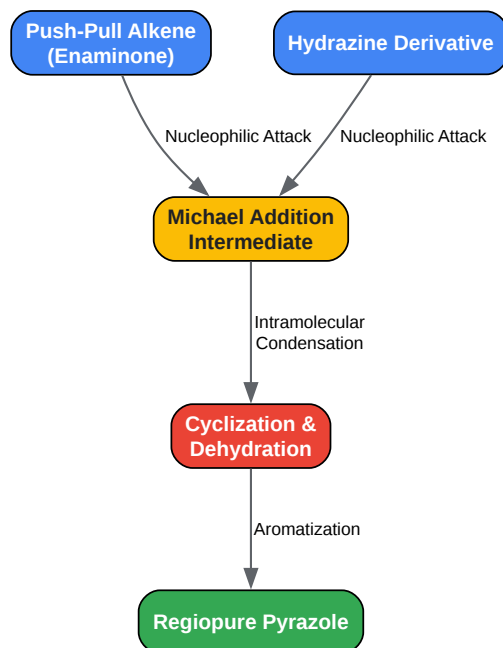 Push-Pull Alkene
(Enaminone)
Hydrazine Derivative
Nucleophilic Attack
Nucleophilic Attack
Michael Addition
Intermediate
Intramolecular
Condensation
Cyclization &
Dehydration
Aromatization
Regiopure Pyrazole